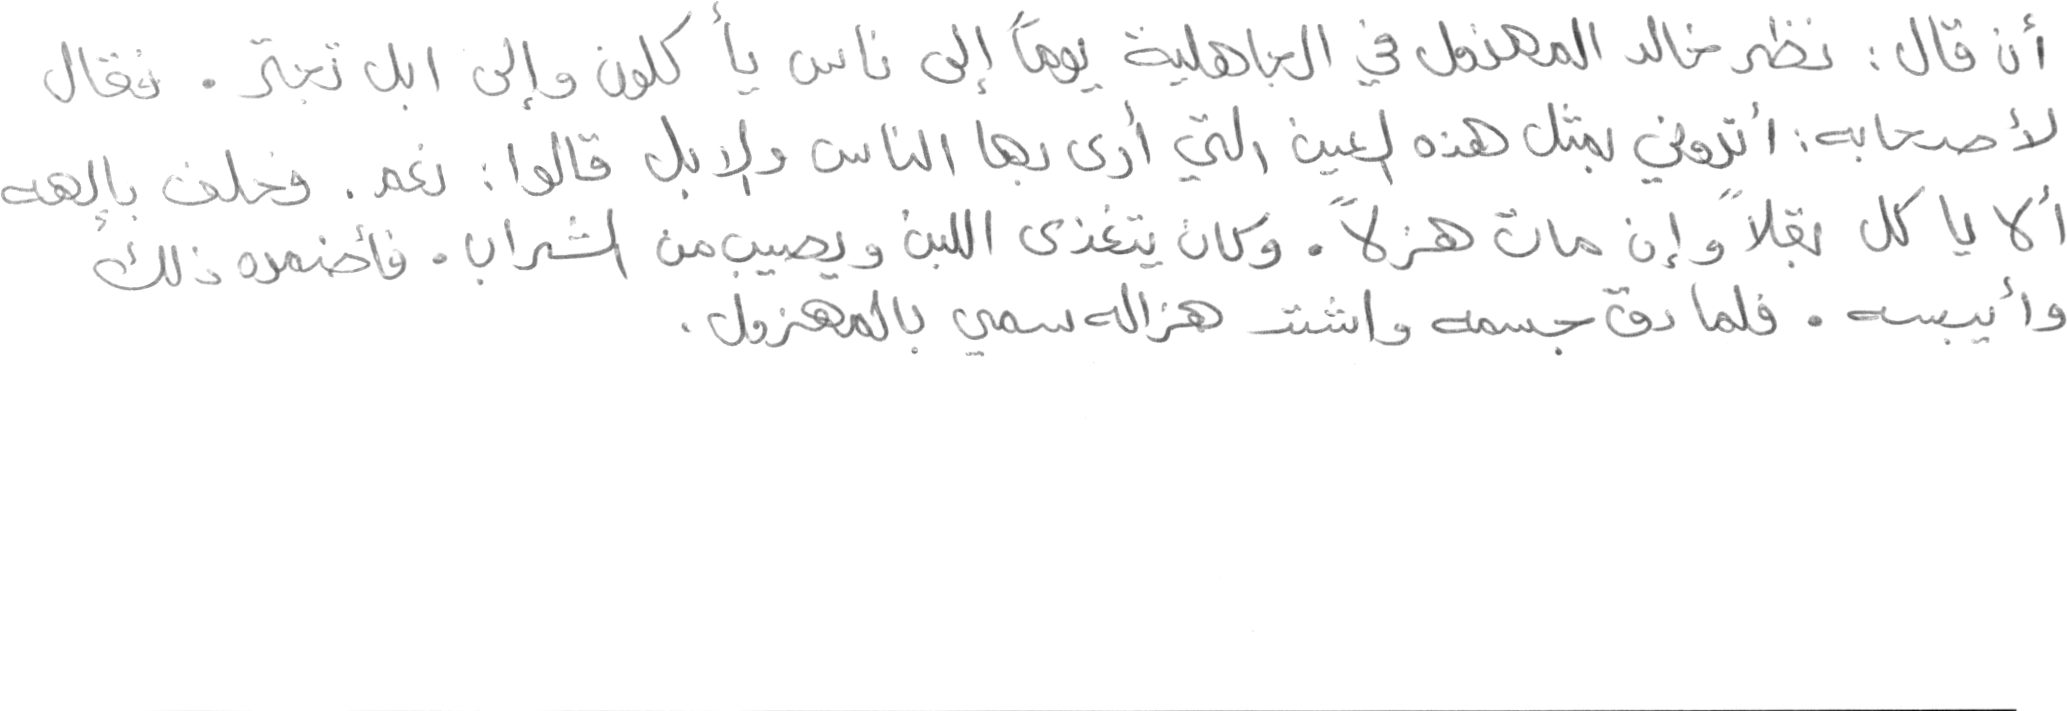 أن قال : نظر خالد المهزول في الجاهلية يوماً إلى ناس يأكلون وإلى ابل تجتر . فقال
لأصحابه : أتروني بمثل هذه العين التي أرى بها الناس والإبل قالوا : نعم . فحلف بإلهه
ألا يأكل بقلاً وإن مات هزلاً . وكان يتغذى اللبن ويصيب من الشراب . فأضمره ذلك
وأيبسه . فلما دق جسمه واشتد هزاله سمي بالمهزول .